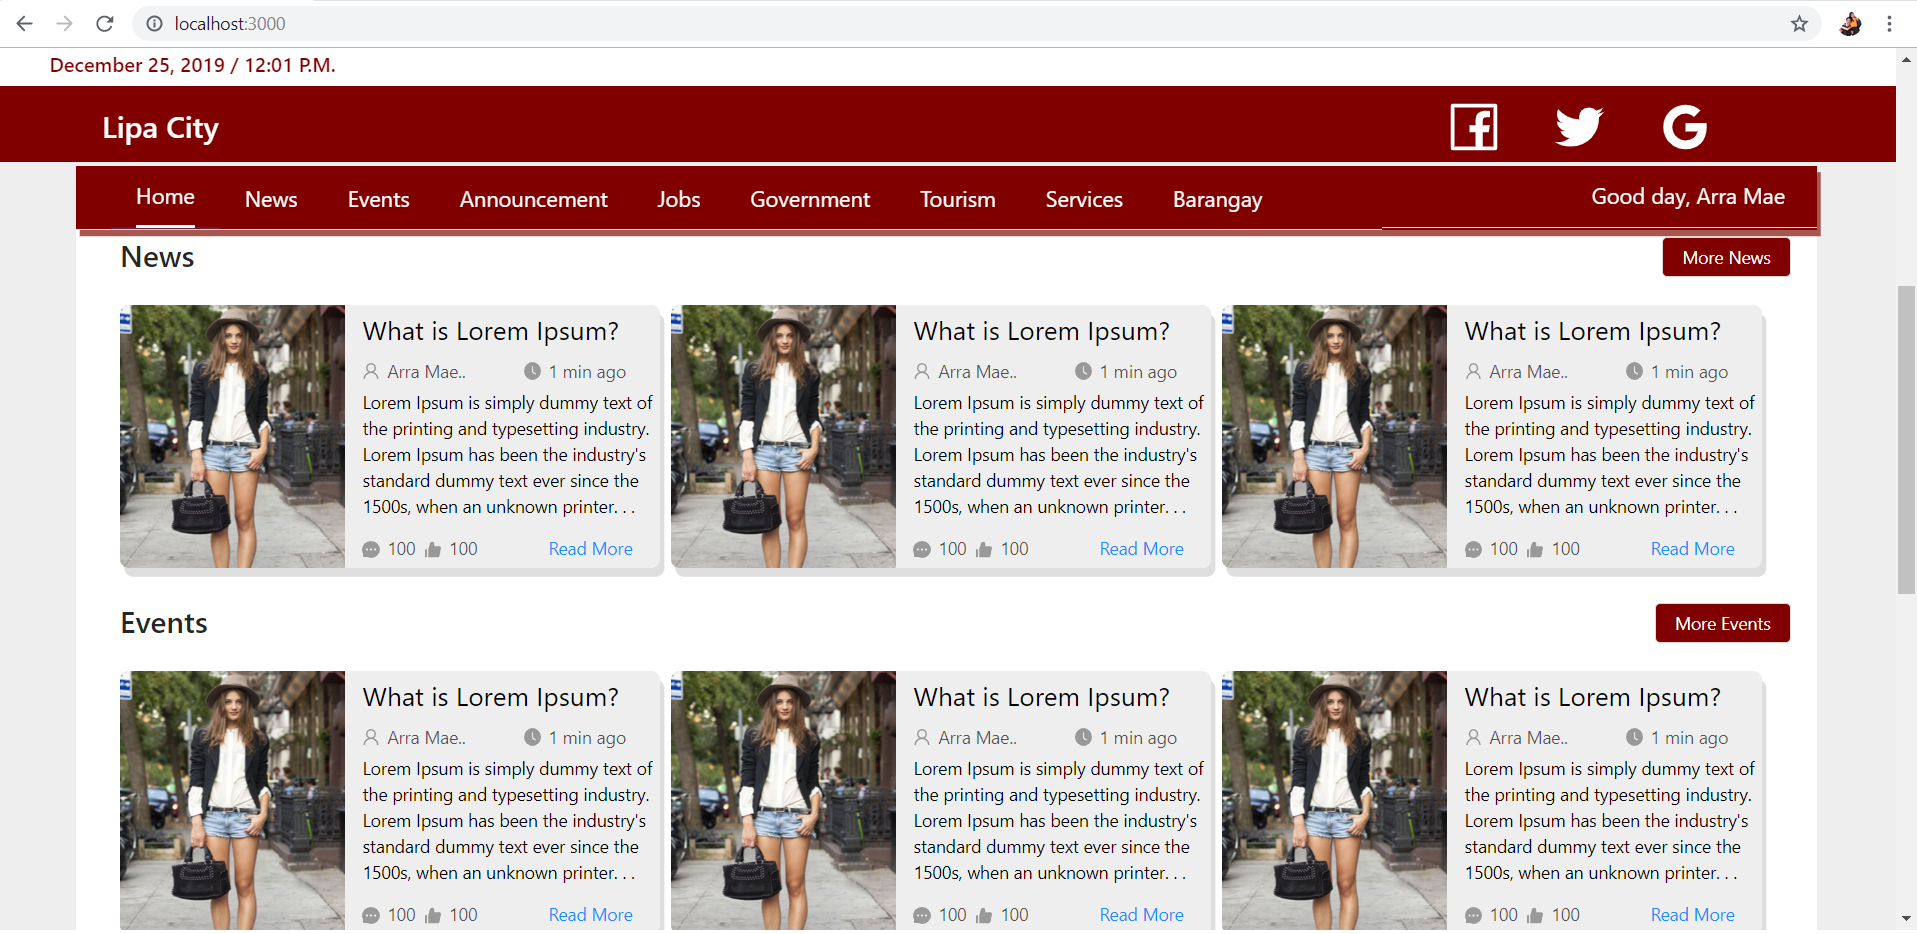 localhost:3000
December 25, 2019 / 12:01 P.M.
Lipa City
Home News Events Announcement Jobs Government Tourism Services Barangay Good day, Arra Mae
News More News
What is Lorem Ipsum?
Arra Mae.. 1 min ago
Lorem Ipsum is simply dummy text of
the printing and typesetting industry.
Lorem Ipsum has been the industry's
standard dummy text ever since the
1500s, when an unknown printer. . .
100 100 Read More
What is Lorem Ipsum?
Arra Mae.. 1 min ago
Lorem Ipsum is simply dummy text of
the printing and typesetting industry.
Lorem Ipsum has been the industry's
standard dummy text ever since the
1500s, when an unknown printer. . .
100 100 Read More
What is Lorem Ipsum?
Arra Mae.. 1 min ago
Lorem Ipsum is simply dummy text of
the printing and typesetting industry.
Lorem Ipsum has been the industry's
standard dummy text ever since the
1500s, when an unknown printer. . .
100 100 Read More
Events More Events
What is Lorem Ipsum?
Arra Mae.. 1 min ago
Lorem Ipsum is simply dummy text of
the printing and typesetting industry.
Lorem Ipsum has been the industry's
standard dummy text ever since the
1500s, when an unknown printer. . .
100 100 Read More
What is Lorem Ipsum?
Arra Mae.. 1 min ago
Lorem Ipsum is simply dummy text of
the printing and typesetting industry.
Lorem Ipsum has been the industry's
standard dummy text ever since the
1500s, when an unknown printer. . .
100 100 Read More
What is Lorem Ipsum?
Arra Mae.. 1 min ago
Lorem Ipsum is simply dummy text of
the printing and typesetting industry.
Lorem Ipsum has been the industry's
standard dummy text ever since the
1500s, when an unknown printer. . .
100 100 Read More